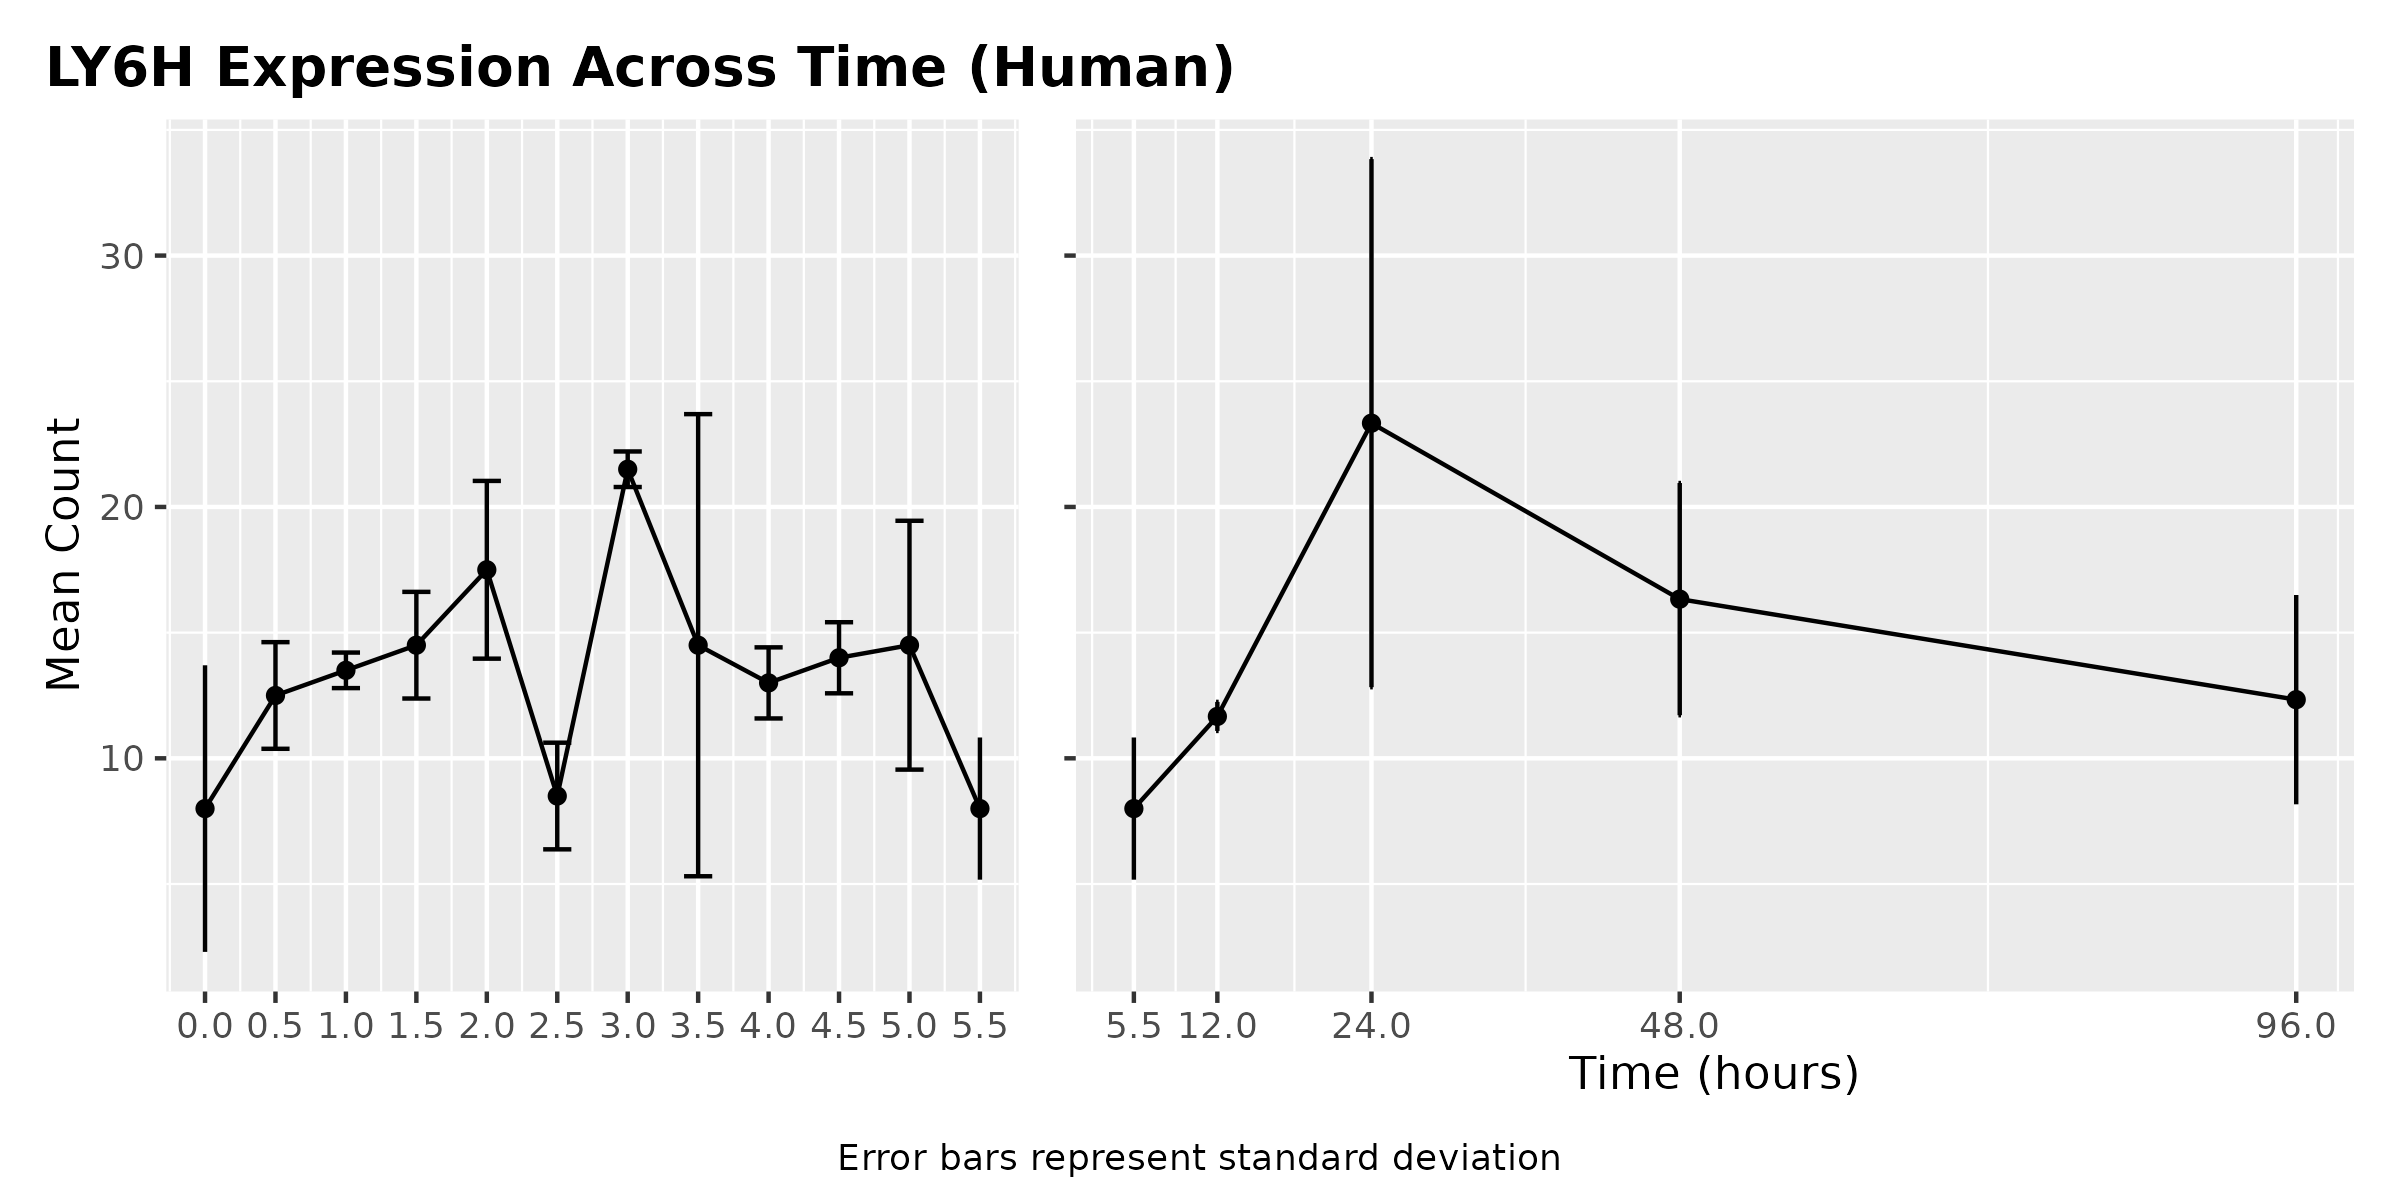 LY6H Expression Across Time (Human)
Mean Count
30
20
10
0.0 0.5 1.0 1.5 2.0 2.5 3.0 3.5 4.0 4.5 5.0 5.5
5.5 12.0 24.0 48.0 96.0
Time (hours)
Error bars represent standard deviation